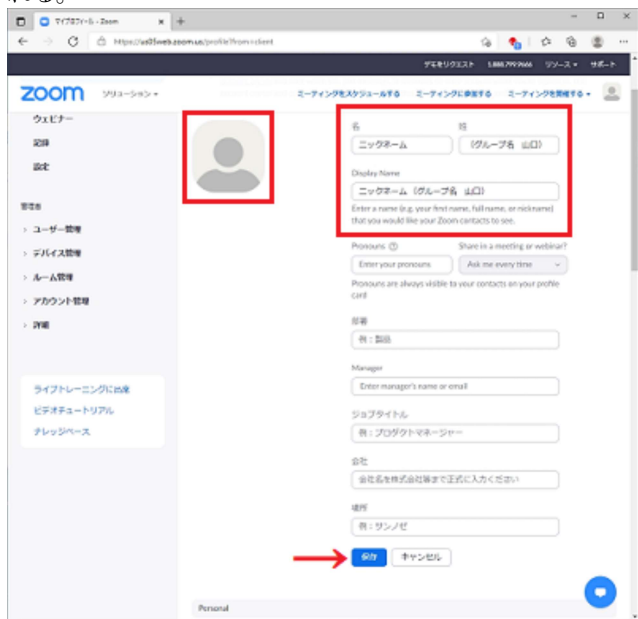 れる。
マイプロフィール - Zoom
https://us05web.zoom.us/profile?from=client
デモをリクエスト 1.888.799.9666 リソース サポート
zoom ソリューション ミーティングをスケジュールする ミーティングに参加する ミーティングを開催する
ウェビナー
記録
設定
管理者
ユーザー管理
デバイス管理
ルーム管理
アカウント管理
詳細
ライブトレーニングに出席
ビデオチュートリアル
ナレッジベース
名 姓
ニックネーム (グループ名 山口)
Display Name
ニックネーム (グループ名 山口)
Enter a name (e.g. your first name, full name, or nickname)
that you would like your Zoom contacts to see.
Pronouns Share in a meeting or webinar?
Enter your pronouns Ask me every time
Pronouns are always visible to your contacts on your profile
card
部署
例：製品
Manager
Enter manager's name or email
ジョブタイトル
例：プロダクトマネージャー
会社
会社名を株式会社等まで正式に入力ください
場所
例：サンノゼ
保存 キャンセル
Personal